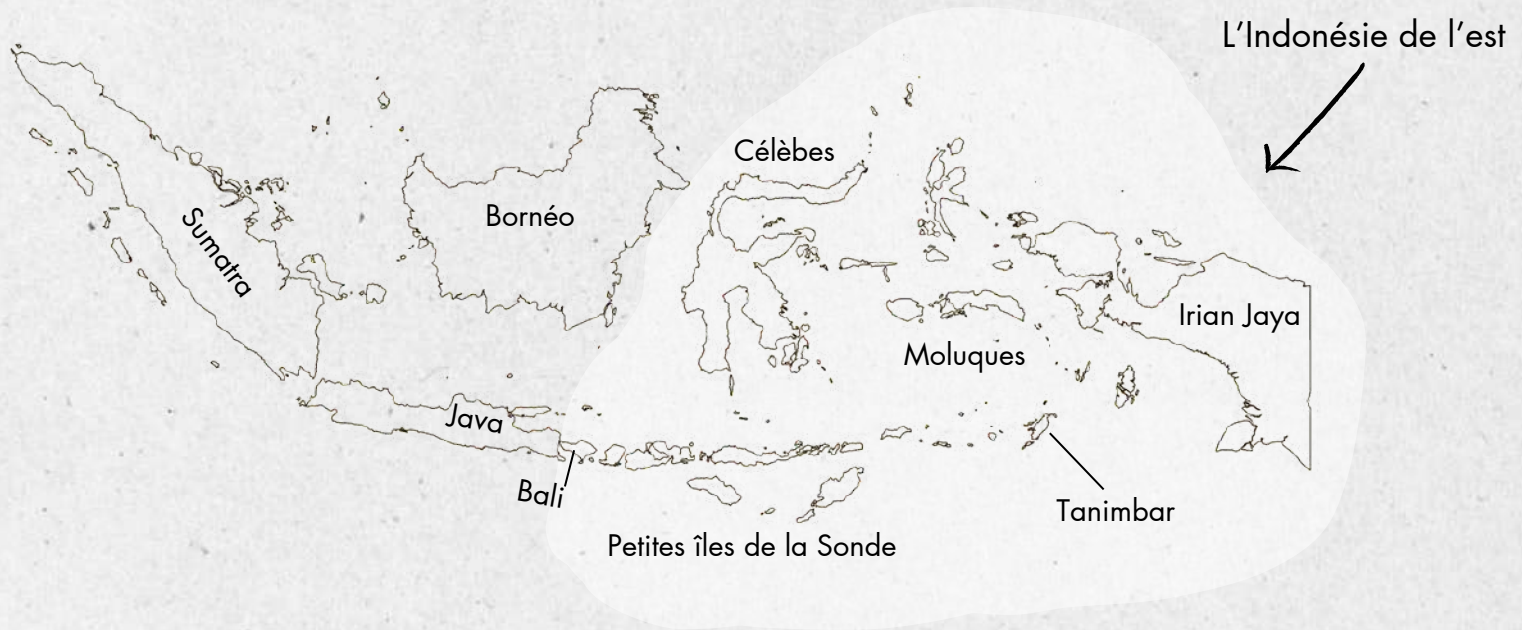 L'Indonésie de l'est
Célèbes
Bornéo
Sumatra
Irian Jaya
Moluques
Java
Bali
Tanimbar
Petites îles de la Sonde